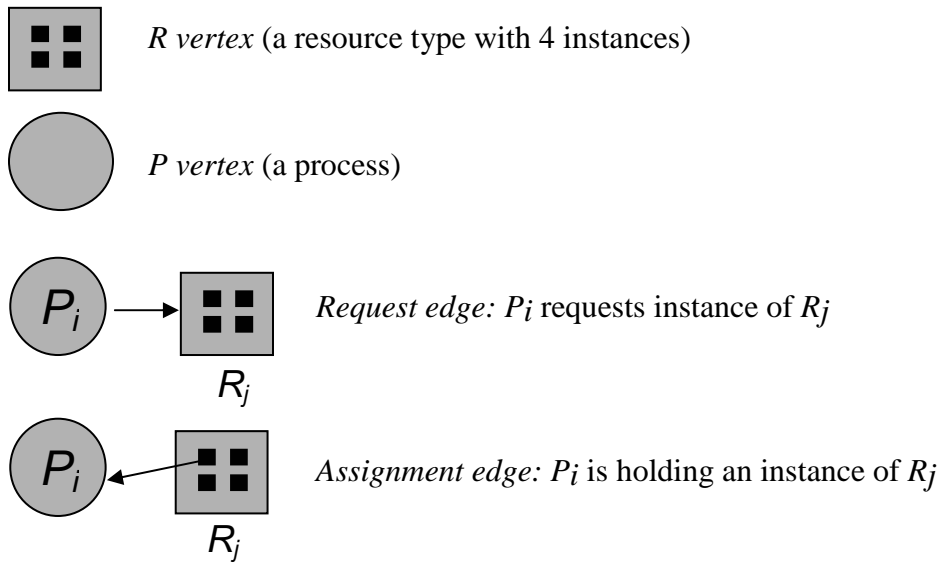 R vertex (a resource type with 4 instances)
P vertex (a process)
Pi
Rj
Request edge: Pi requests instance of Rj
Pi
Rj
Assignment edge: Pi is holding an instance of Rj